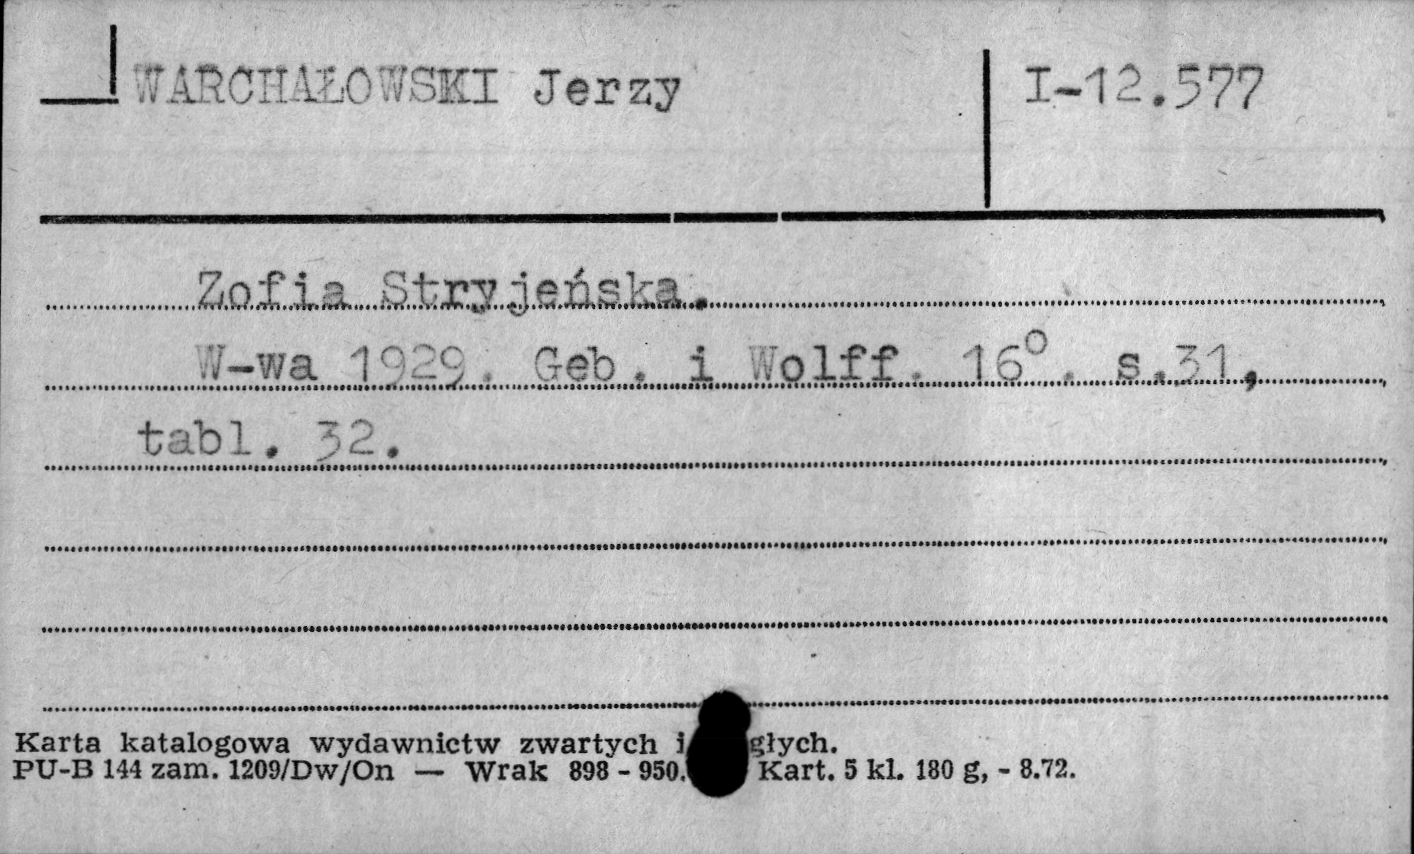 WARCHAŁOWSKI Jerzy
I-12.577
Zofia Stryjeńska.
W-wa 1929. Geb. i Wolff. 16°. s.31,
tabl. 32.
Karta katalogowa wydawnictw zwartych i głych.
PU-B 144 zam. 1209/Dw/On — Wrak 898 - 950. Kart. 5 kl. 180 g, - 8.72.